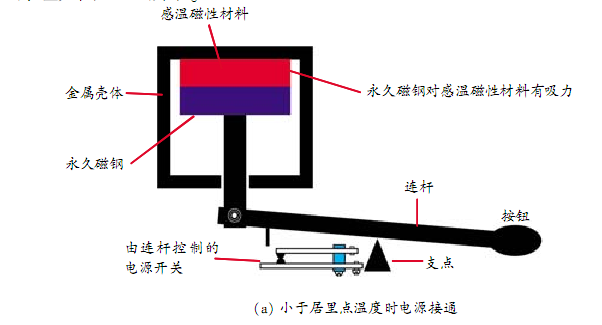 感温磁性材料
金属壳体
永久磁钢对感温磁性材料有吸力
永久磁钢
连杆
按钮
由连杆控制的
电源开关
支点
(a) 小于居里点温度时电源接通